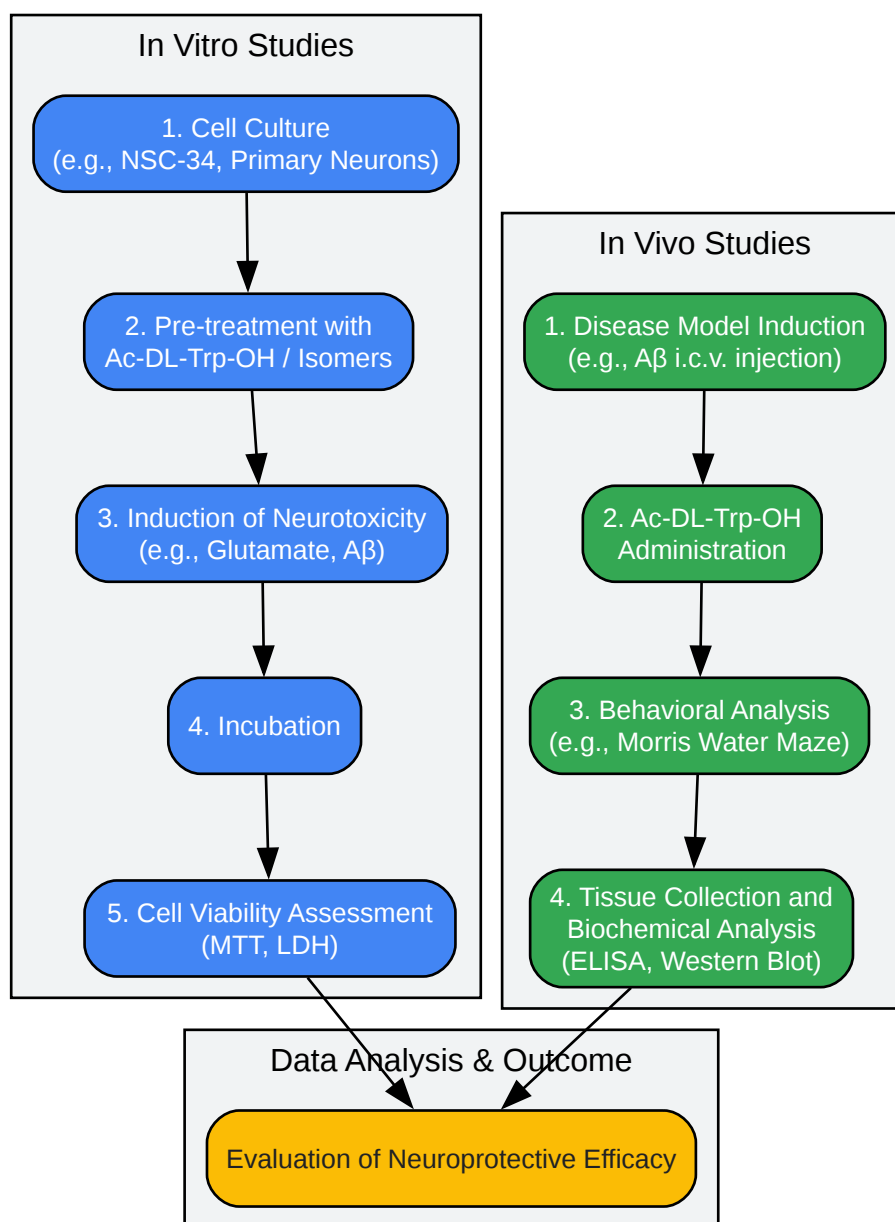 In Vitro Studies
1. Cell Culture
(e.g., NSC-34, Primary Neurons)
2. Pre-treatment with
Ac-DL-Trp-OH / Isomers
3. Induction of Neurotoxicity
(e.g., Glutamate, Aβ)
4. Incubation
5. Cell Viability Assessment
(MTT, LDH)
In Vivo Studies
1. Disease Model Induction
(e.g., Aβ i.c.v. injection)
2. Ac-DL-Trp-OH
Administration
3. Behavioral Analysis
(e.g., Morris Water Maze)
4. Tissue Collection and
Biochemical Analysis
(ELISA, Western Blot)
Data Analysis & Outcome
Evaluation of Neuroprotective Efficacy